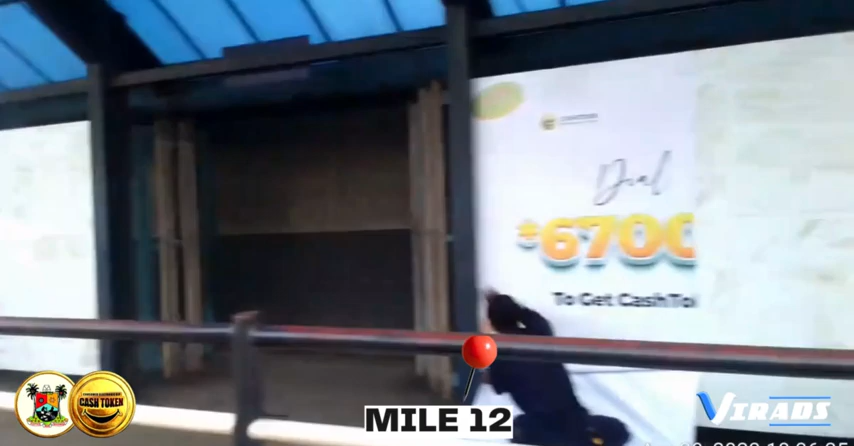 Dial
*6700
To Get CashTo
CASH TOKEN
MILE 12
VIRADS